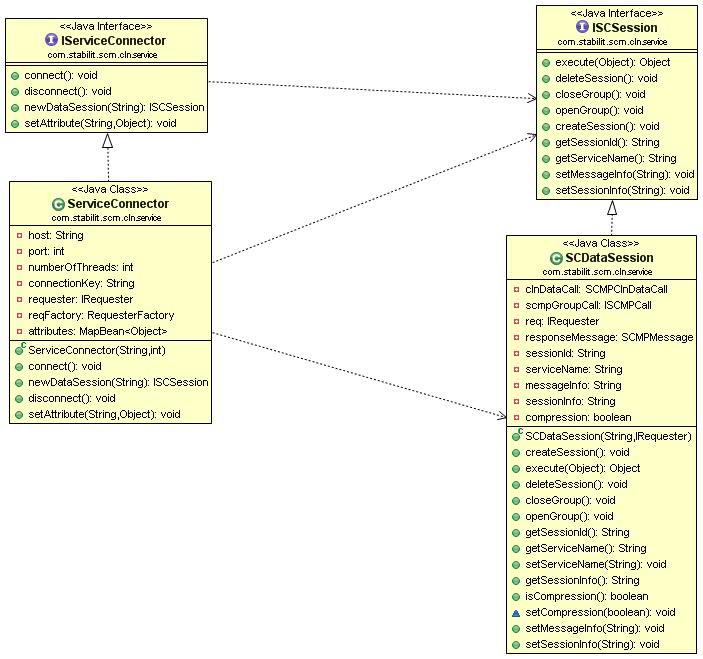 <<Java Interface>>
IServiceConnector
com.stabilit.scm.cln.service
connect(): void
disconnect(): void
newDataSession(String): ISCSession
setAttribute(String,Object): void
<<Java Interface>>
ISCSession
com.stabilit.scm.cln.service
execute(Object): Object
deleteSession(): void
closeGroup(): void
openGroup(): void
createSession(): void
getSessionId(): String
getServiceName(): String
setMessageInfo(String): void
setSessionInfo(String): void
<<Java Class>>
ServiceConnector
com.stabilit.scm.cln.service
host: String
port: int
numberOfThreads: int
connectionKey: String
requester: IRequester
reqFactory: RequesterFactory
attributes: MapBean<Object>
ServiceConnector(String,int)
connect(): void
newDataSession(String): ISCSession
disconnect(): void
setAttribute(String,Object): void
<<Java Class>>
SCDataSession
com.stabilit.scm.cln.service
clnDataCall: SCMPClnDataCall
scmpGroupCall: ISCMPCall
req: IRequester
responseMessage: SCMPMessage
sessionId: String
serviceName: String
messageInfo: String
sessionInfo: String
compression: boolean
SCDataSession(String,IRequester)
createSession(): void
execute(Object): Object
deleteSession(): void
closeGroup(): void
openGroup(): void
getSessionId(): String
getServiceName(): String
setServiceName(String): void
getSessionInfo(): String
isCompression(): boolean
setCompression(boolean): void
setMessageInfo(String): void
setSessionInfo(String): void